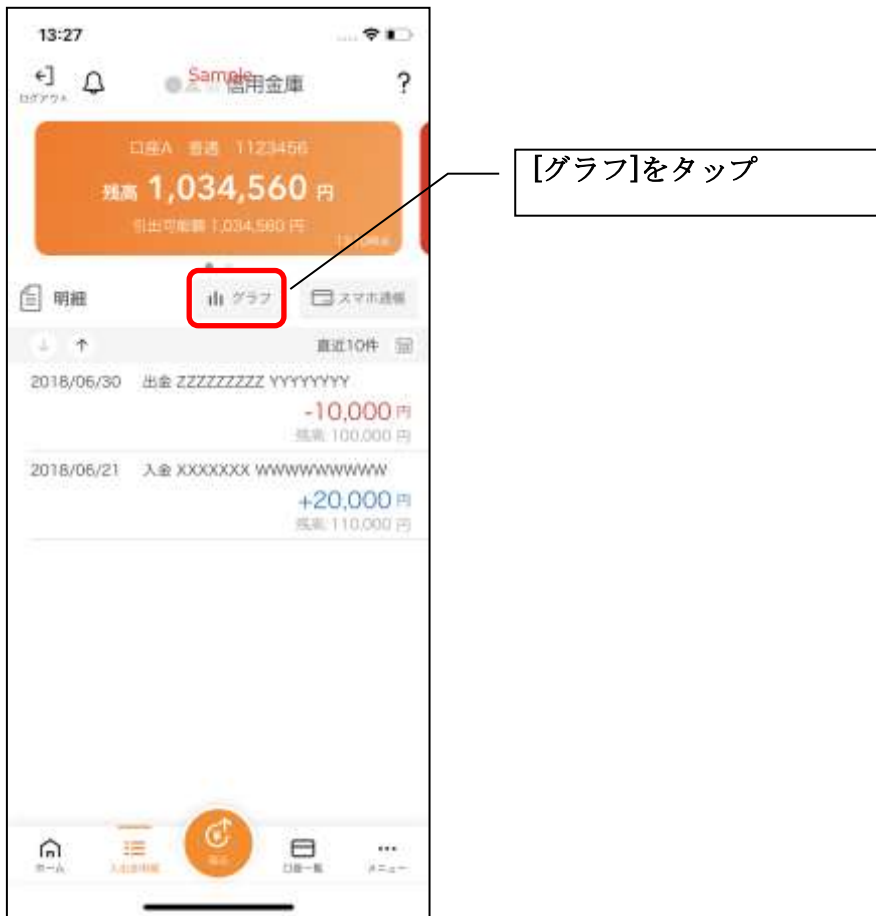 13:27
ログアウト
Sample
信用金庫
?
口座A 普通 1123456
残高 1,034,560 円
引出可能額 1,034,560 円
[グラフ]をタップ
明細
グラフ
スマホ通帳
↓ ↑ 直近10件
2018/06/30 出金 ZZZZZZZZZ YYYYYYYY
-10,000 円
残高 100,000 円
2018/06/21 入金 XXXXXXX WWWWWWWWW
+20,000 円
残高 110,000 円
ホーム
入出金明細
口座一覧
メニュー